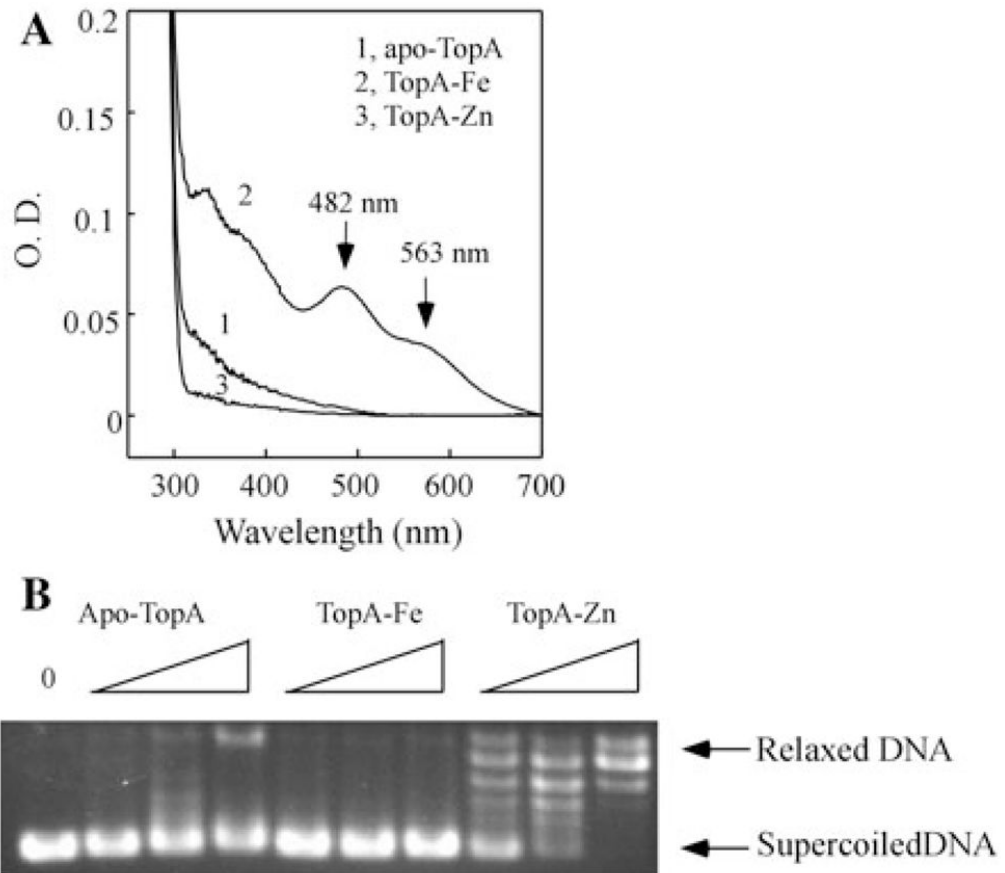 A
0.2
0.15
0.1
0.05
0
O. D.
1, apo-TopA
2, TopA-Fe
3, TopA-Zn
2
482 nm
563 nm
1
3
300 400 500 600 700
Wavelength (nm)
B
Apo-TopA TopA-Fe TopA-Zn
0
Relaxed DNA
SupercoiledDNA